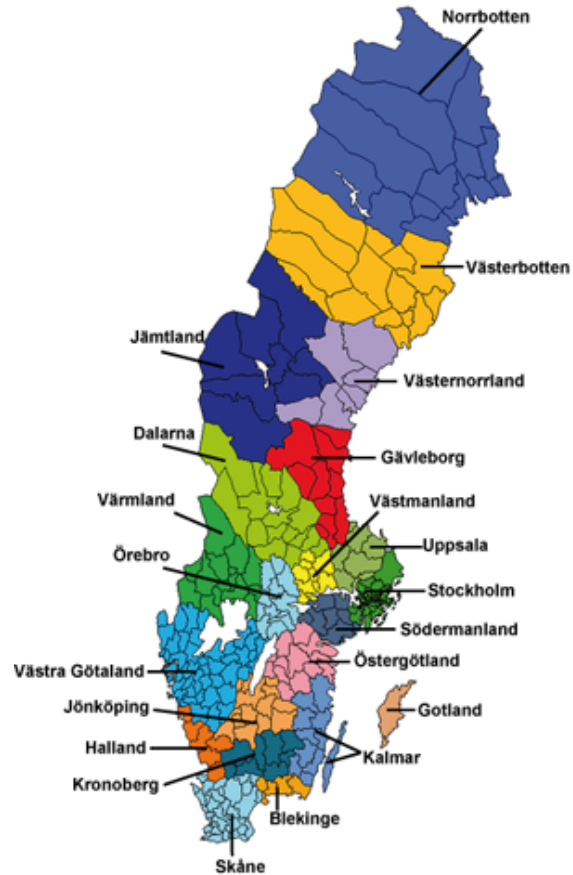 Norrbotten
Västerbotten
Jämtland
Västernorrland
Dalarna
Gävleborg
Värmland
Västmanland
Örebro
Uppsala
Stockholm
Södermanland
Västra Götaland
Östergötland
Jönköping
Gotland
Halland
Kalmar
Kronoberg
Blekinge
Skåne